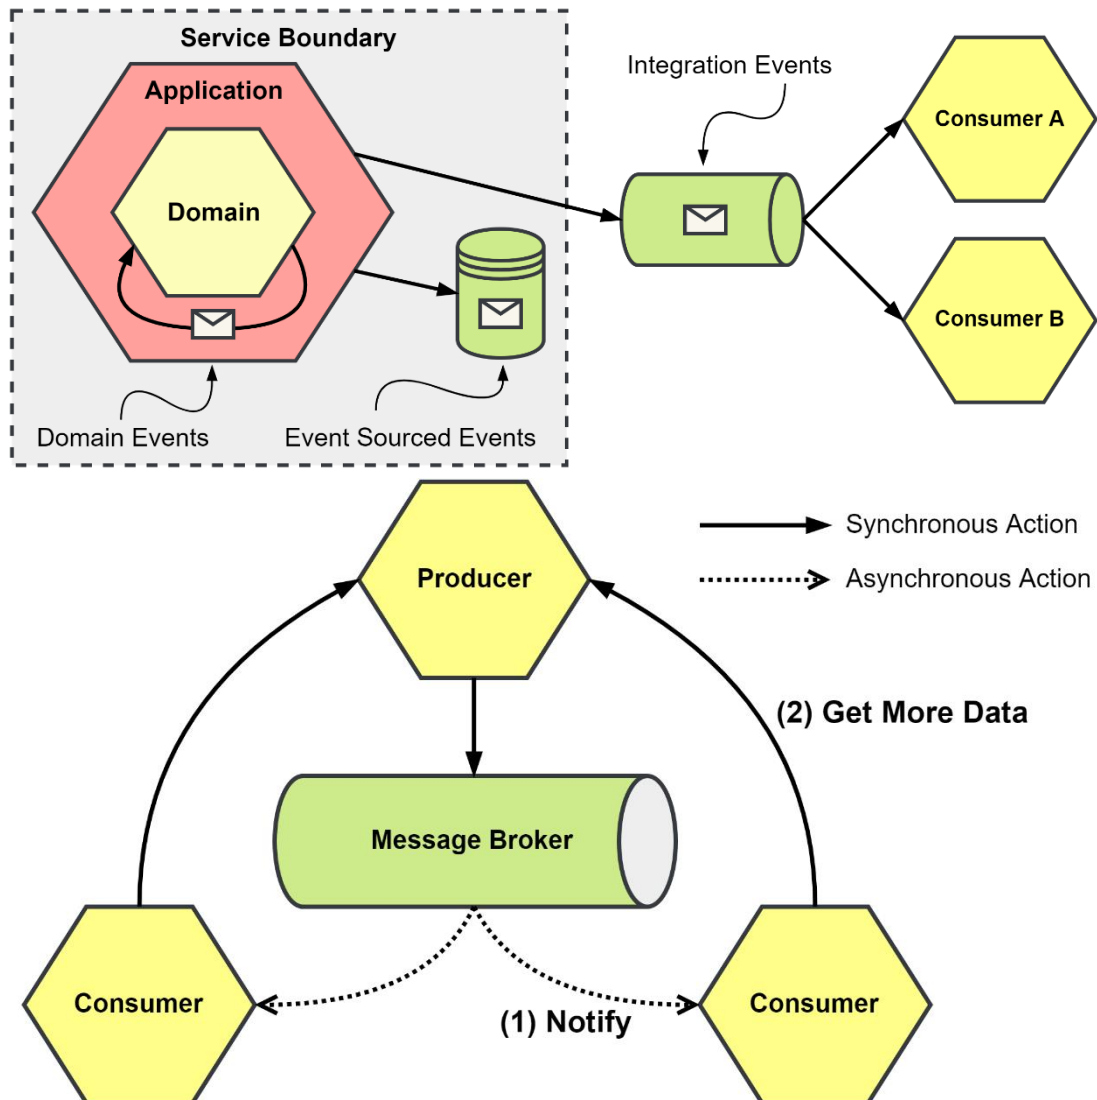 Service Boundary
Application
Domain
Domain Events
Event Sourced Events
Integration Events
Consumer A
Consumer B
Synchronous Action
Asynchronous Action
Producer
(2) Get More Data
Message Broker
Consumer
(1) Notify
Consumer